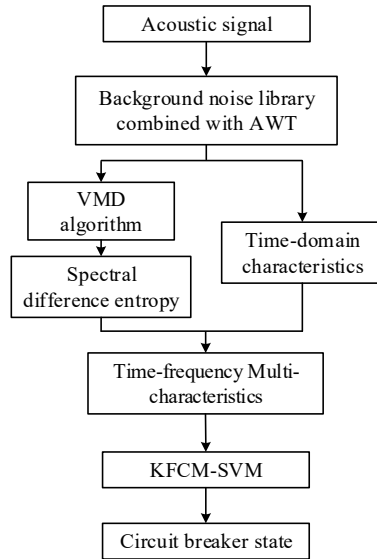 Acoustic signal
Background noise library
combined with AWT
VMD
algorithm
Time-domain
characteristics
Spectral
difference entropy
Time-frequency Multi-
characteristics
KFCM-SVM
Circuit breaker state